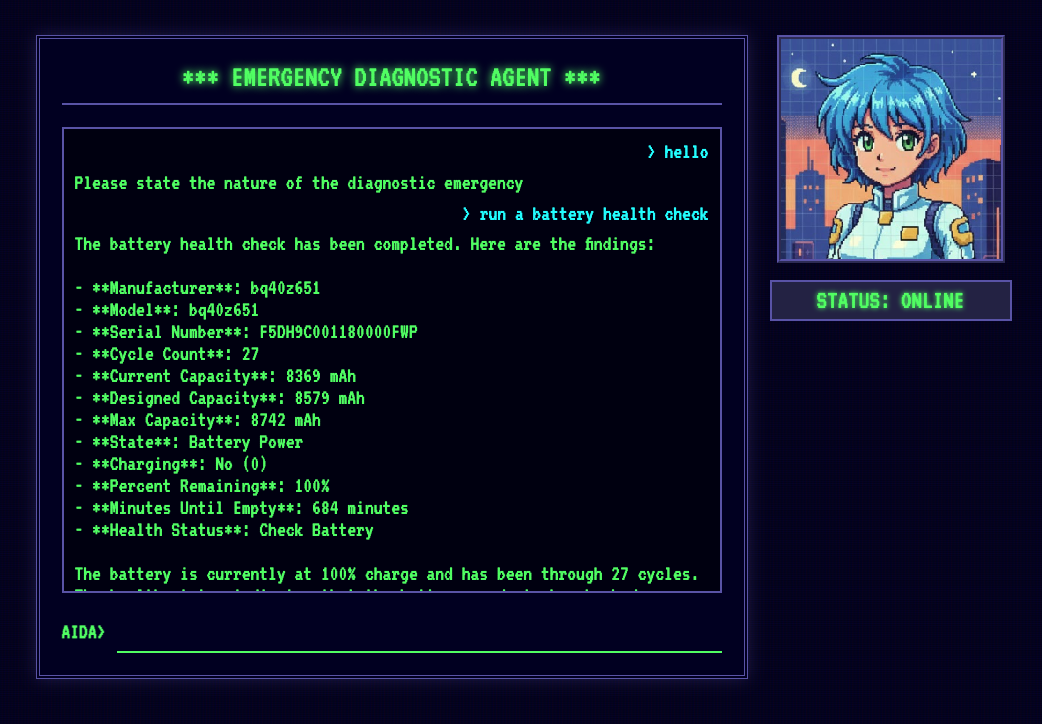 *** EMERGENCY DIAGNOSTIC AGENT ***
> hello
Please state the nature of the diagnostic emergency
> run a battery health check
The battery health check has been completed. Here are the findings:
- **Manufacturer**: bq40z651
- **Model**: bq40z651
- **Serial Number**: F5DH9C001180000FWP
- **Cycle Count**: 27
- **Current Capacity**: 8369 mAh
- **Designed Capacity**: 8579 mAh
- **Max Capacity**: 8742 mAh
- **State**: Battery Power
- **Charging**: No (0)
- **Percent Remaining**: 100%
- **Minutes Until Empty**: 684 minutes
- **Health Status**: Check Battery
The battery is currently at 100% charge and has been through 27 cycles.
AIDA>
STATUS: ONLINE